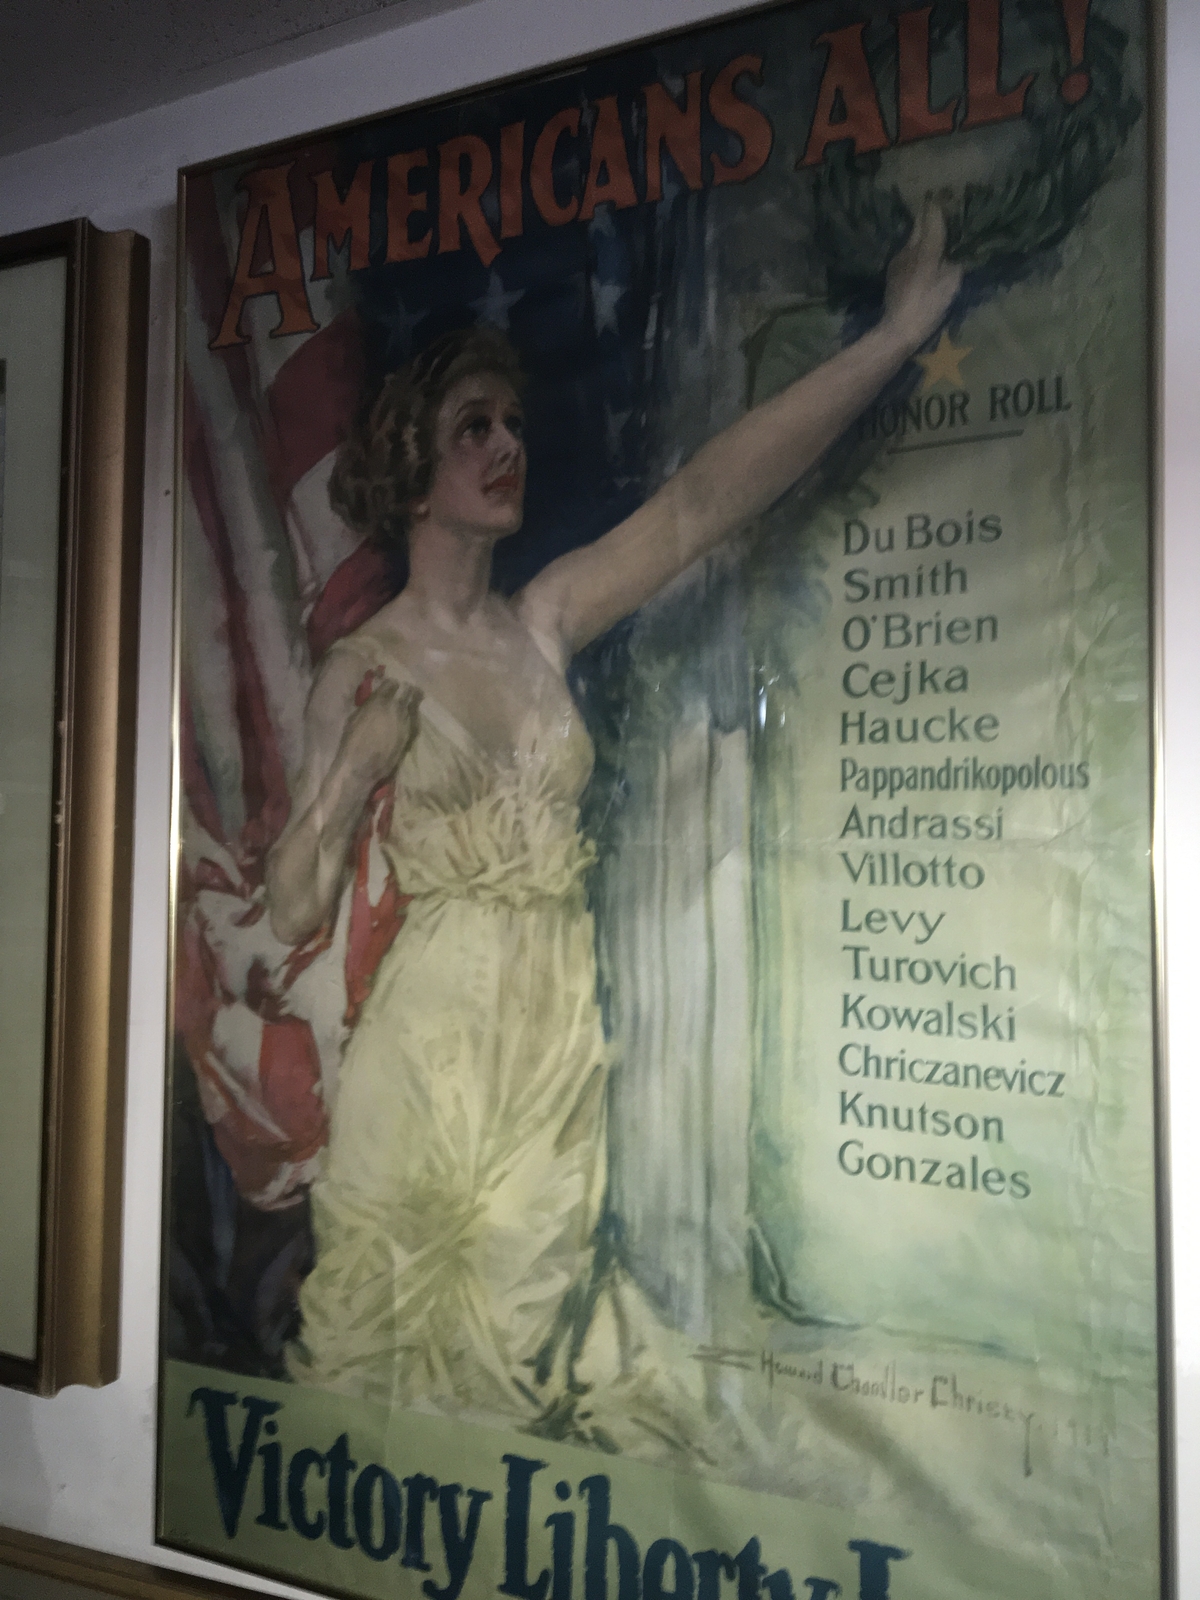 AMERICANS ALL!
HONOR ROLL
Du Bois
Smith
O'Brien
Cejka
Haucke
Pappandrikopolous
Andrassi
Villotto
Levy
Turovich
Kowalski
Chriczanevicz
Knutson
Gonzales
Howard Chandler Christy
Victory Liberty L